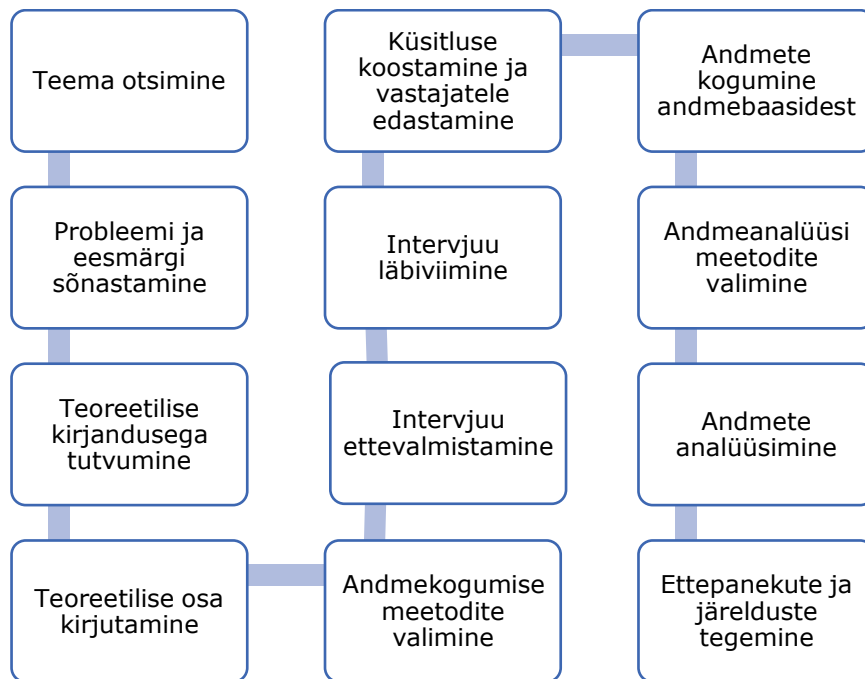 Teema otsimine
Probleemi ja
eesmärgi
sõnastamine
Teoreetilise
kirjandusega
tutvumine
Teoreetilise osa
kirjutamine
Andmekogumise
meetodite
valimine
Intervjuu
ettevalmistamine
Intervjuu
läbiviimine
Küsitluse
koostamine ja
vastajatele
edastamine
Andmete
kogumine
andmebaasidest
Andmeanalüüsi
meetodite
valimine
Andmete
analüüsimine
Ettepanekute ja
järelduste
tegemine